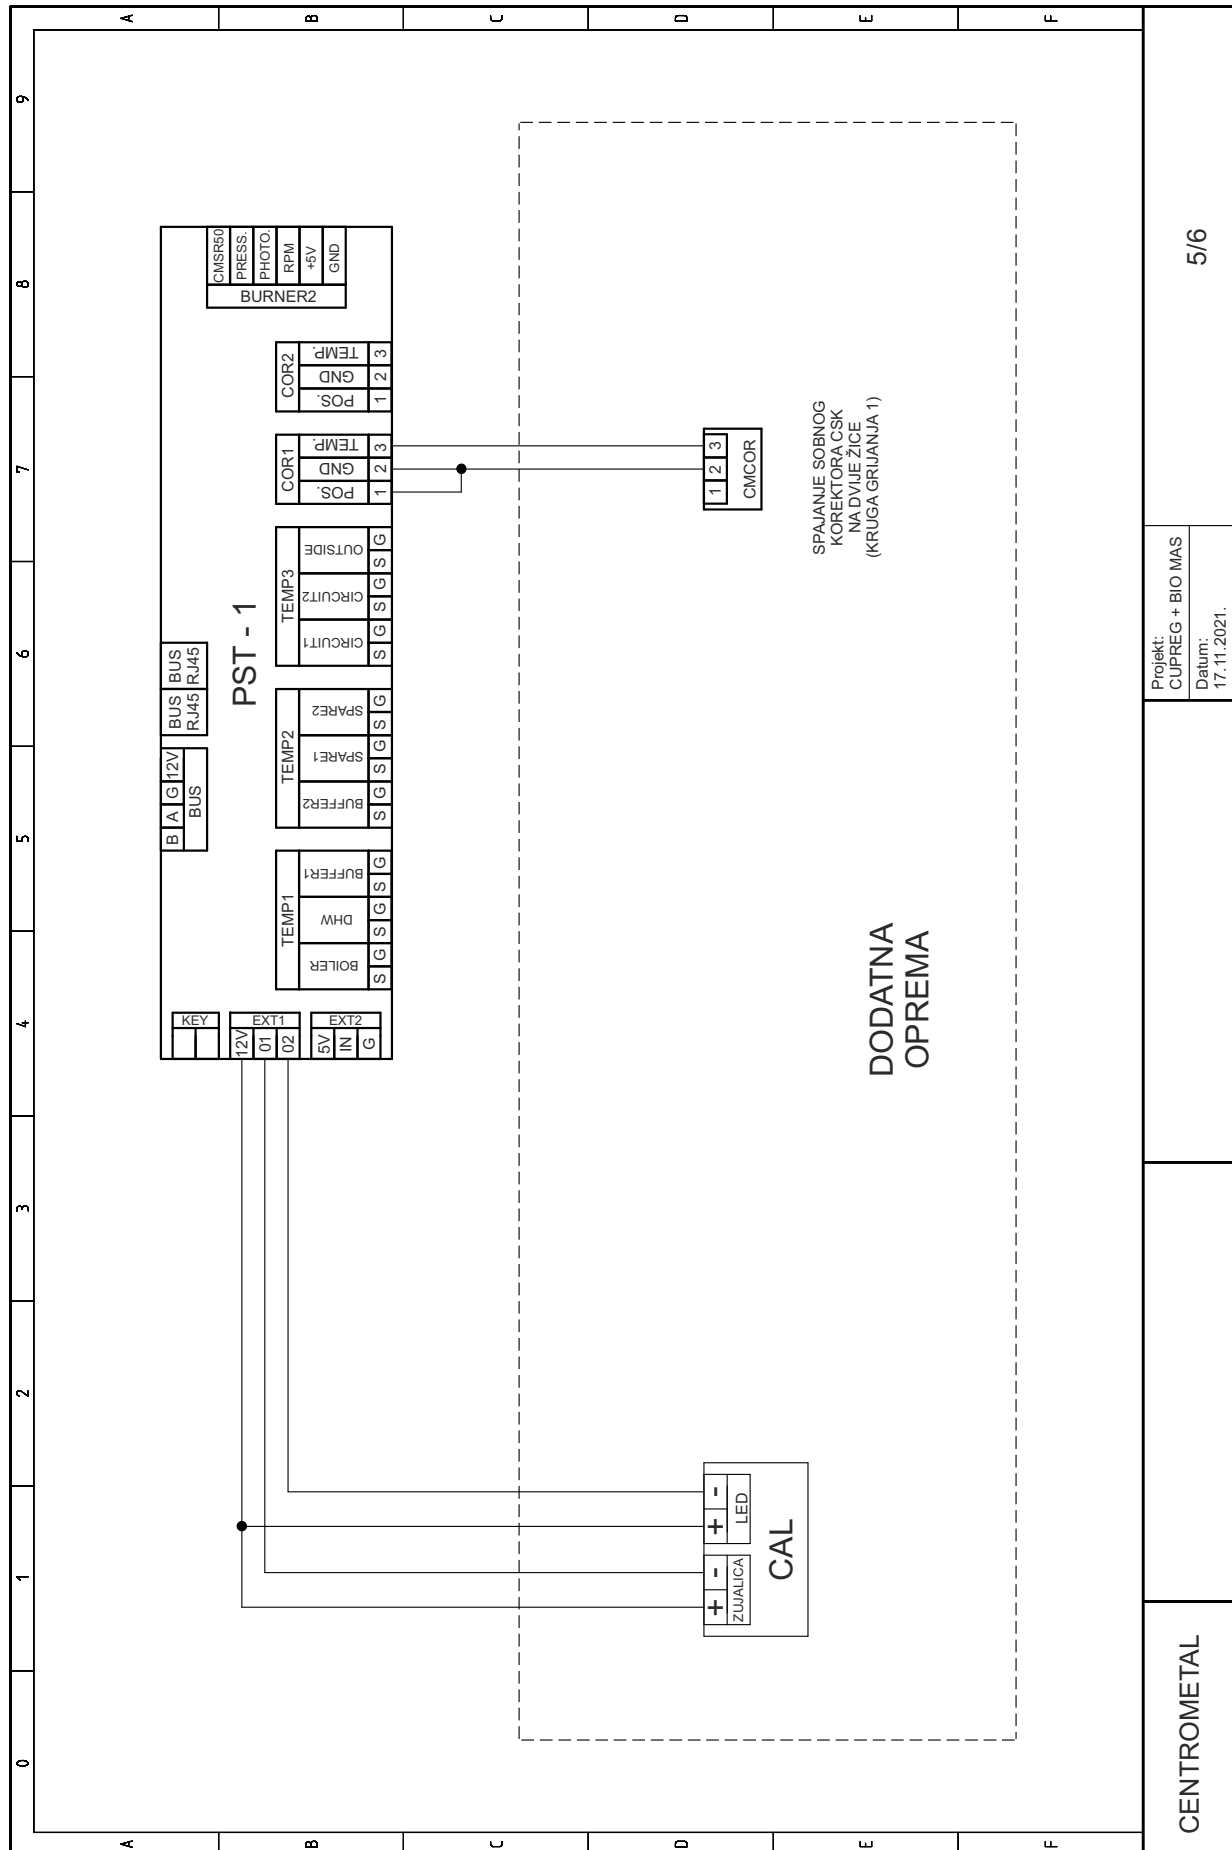 0 1 2 3 4 5 6 7 8 9
A
B
C
D
E
F
A
B
C
D
E
F
PST - 1
B A G 12V
BUS
BUS
RJ45
BUS
RJ45
KEY
EXT1
12V
01
02
EXT2
5V
IN
G
TEMP1
BOILER DHW BUFFER1
S G S G S G
TEMP2
BUFFER2 SPARE1 SPARE2
S G S G S G
TEMP3
CIRCUIT1 CIRCUIT2 OUTSIDE
S G S G S G
COR1
POS. GND TEMP.
1 2 3
COR2
POS. GND TEMP.
1 2 3
BURNER2
CMSR50
PRESS.
PHOTO.
RPM
+5V
GND
+ - + -
ZUJALICA LED
CAL
1 2 3
CMCOR
SPAJANJE SOBNOG
KOREKTORA CSK
NA DVIJE ŽICE
(KRUGA GRIJANJA 1)
DODATNA
OPREMA
CENTROMETAL
Projekt:
CUPREG + BIO MAS
Datum:
17.11.2021.
5/6